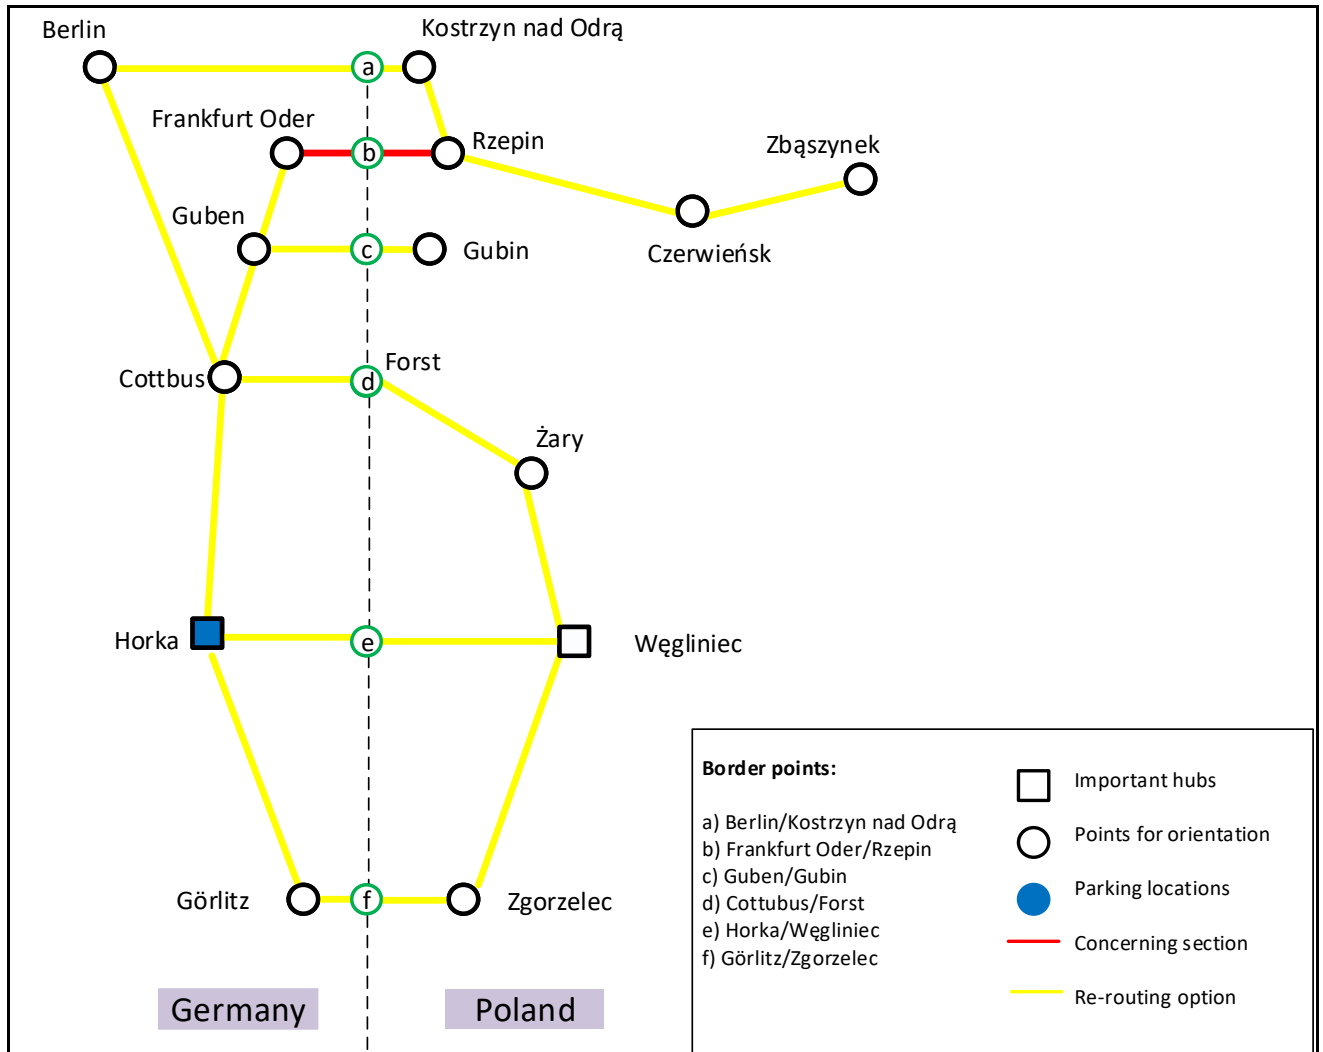 Berlin
Kostrzyn nad Odrą
a
Frankfurt Oder
b
Rzepin
Zbąszynek
Guben
c
Gubin
Czerwieńsk
Forst
Cottbus
d
Żary
Horka
e
Węgliniec
Görlitz
f
Zgorzelec
Germany
Poland
Border points:
a) Berlin/Kostrzyn nad Odrą
b) Frankfurt Oder/Rzepin
c) Guben/Gubin
d) Cottubus/Forst
e) Horka/Węgliniec
f) Görlitz/Zgorzelec
Important hubs
Points for orientation
Parking locations
Concerning section
Re-routing option